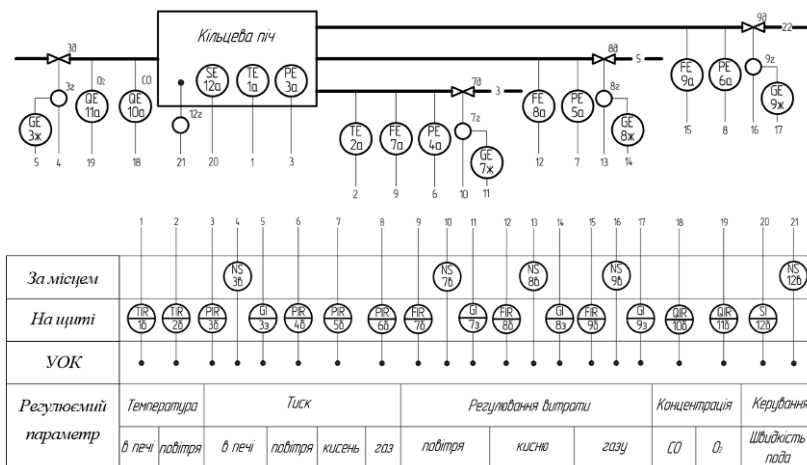 3д
Кільцева піч
9д
22
3г
O₂
CO
SE 12а
TE 1а
PE 3а
8д
5
FE 9а
PE 6а
9г
GE 9ж
GE 3ж
QE 11а
QE 10а
12г
7д
3
FE 8а
PE 5а
8г
GE 8ж
TE 2а
FE 7а
PE 4а
7г
GE 7ж
15 8 16 17
5 4 19 18 21 20 1 3
12 7 13 14
2 9 6 10 11
1 2 3 4 5 6 7 8 9 10 11 12 13 14 15 16 17 18 19 20 21
За місцем
NS 3в
NS 7в
NS 8в
NS 9в
NS 12в
На щиті
TIR 1б
TIR 2б
PIR 3б
GI 3з
PIR 4б
PIR 5б
PIR 6б
FIR 7б
GI 7з
FIR 8б
GI 8з
FIR 9б
GI 9з
QIR 10б
QIR 11б
SI 12б
УОК
Регулюємий параметр
Температура
Тиск
Регулювання витрати
Концентрація
Керування
в печі
повітря
в печі
повітря
кисень
газ
повітря
кисню
газу
CO
O₂
Швидкість
пода